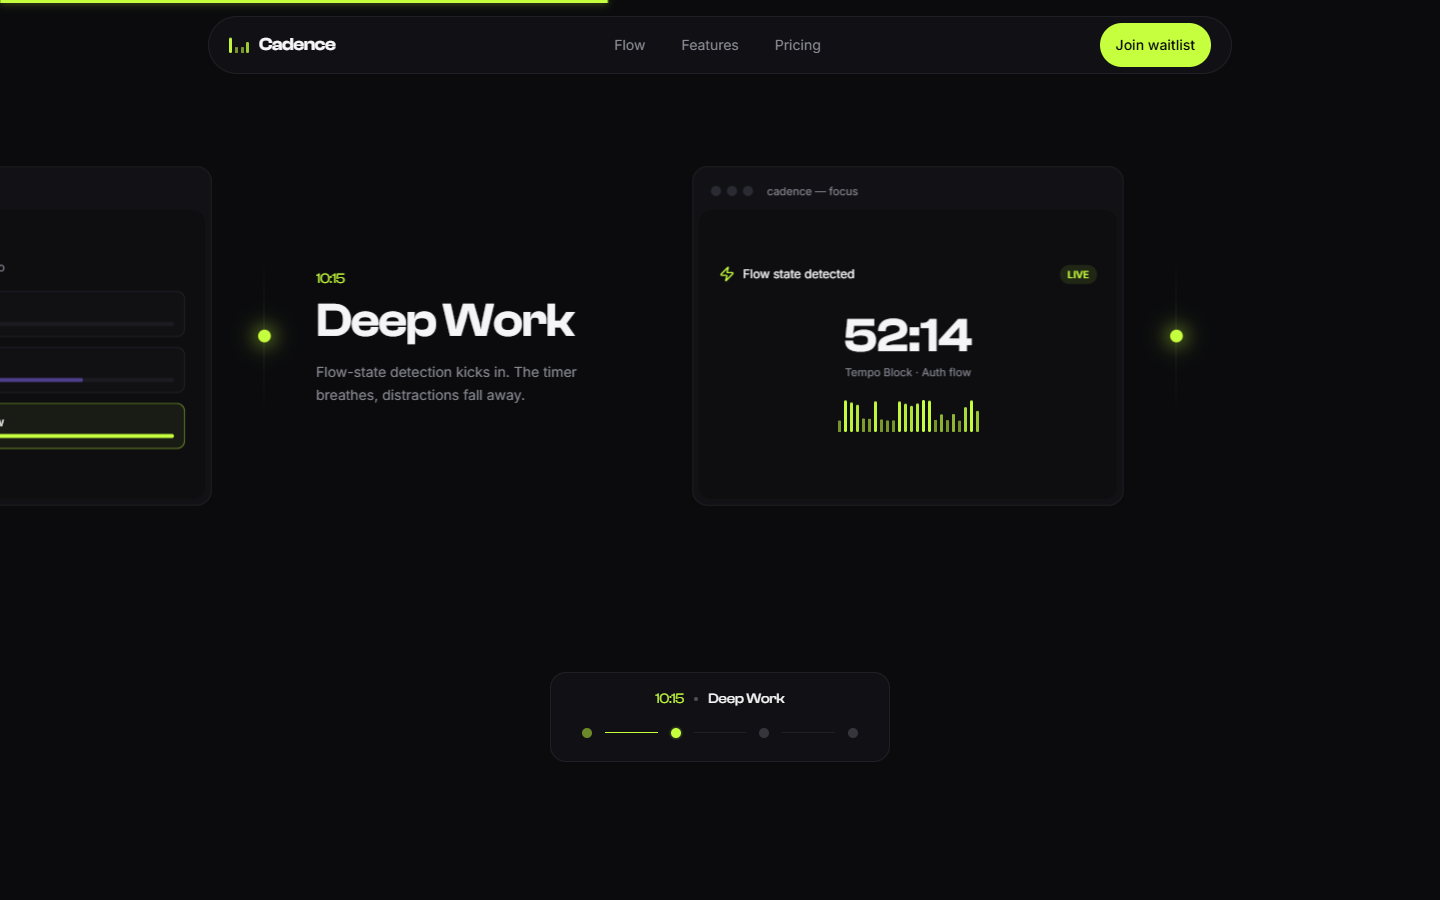 Cadence
Flow
Features
Pricing
Join waitlist
10:15
Deep Work
Flow-state detection kicks in. The timer
breathes, distractions fall away.
cadence — focus
Flow state detected
LIVE
52:14
Tempo Block · Auth flow
10:15 • Deep Work